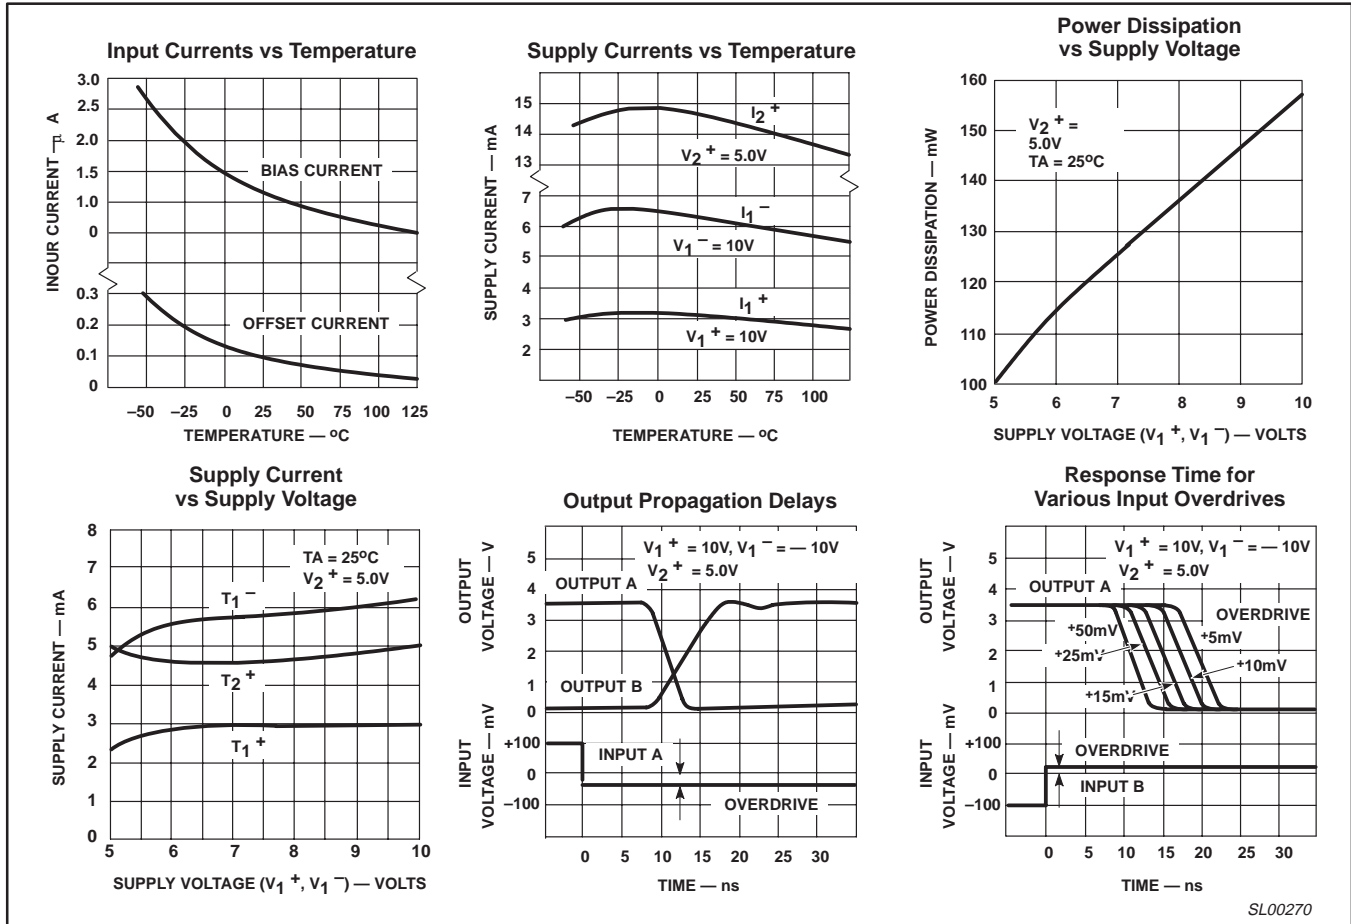 Input Currents vs Temperature
INOUR CURRENT –µ A
3.0
2.5
2.0
1.5
1.0
0
0.3
0.2
0.1
0
BIAS CURRENT
OFFSET CURRENT
–50 –25 0 25 50 75 100 125
TEMPERATURE — ºC
Supply Currents vs Temperature
SUPPLY CURRENT — mA
15
14
13
7
6
5
4
3
2
I2 +
V2 + = 5.0V
I1 –
V1 – = 10V
I1 +
V1 + = 10V
–50 –25 0 25 50 75 100
TEMPERATURE — ºC
Power Dissipation
vs Supply Voltage
POWER DISSIPATION — mW
160
150
140
130
120
110
100
V2 + =
5.0V
TA = 25ºC
5 6 7 8 9 10
SUPPLY VOLTAGE (V1 +, V1 –) — VOLTS
Supply Current
vs Supply Voltage
SUPPLY CURRENT — mA
8
7
6
5
4
3
2
1
0
TA = 25ºC
V2 + = 5.0V
T1 –
T2 +
T1 +
5 6 7 8 9 10
SUPPLY VOLTAGE (V1 +, V1 –) — VOLTS
Output Propagation Delays
OUTPUT
VOLTAGE — V
INPUT
VOLTAGE — mV
5
4
3
2
1
0
+100
0
–100
V1 + = 10V, V1 – = — 10V
V2 + = 5.0V
OUTPUT A
OUTPUT B
INPUT A
OVERDRIVE
0 5 10 15 20 25 30
TIME — ns
Response Time for
Various Input Overdrives
OUTPUT
VOLTAGE — V
INPUT
VOLTAGE — mV
5
4
3
2
1
0
+100
0
–100
V1 + = 10V, V1 – = — 10V
V2 + = 5.0V
OUTPUT A
OVERDRIVE
+50mV
+5mV
+25mV
+10mV
+15mV
OVERDRIVE
INPUT B
0 5 10 15 20 25 30
TIME — ns
SL00270